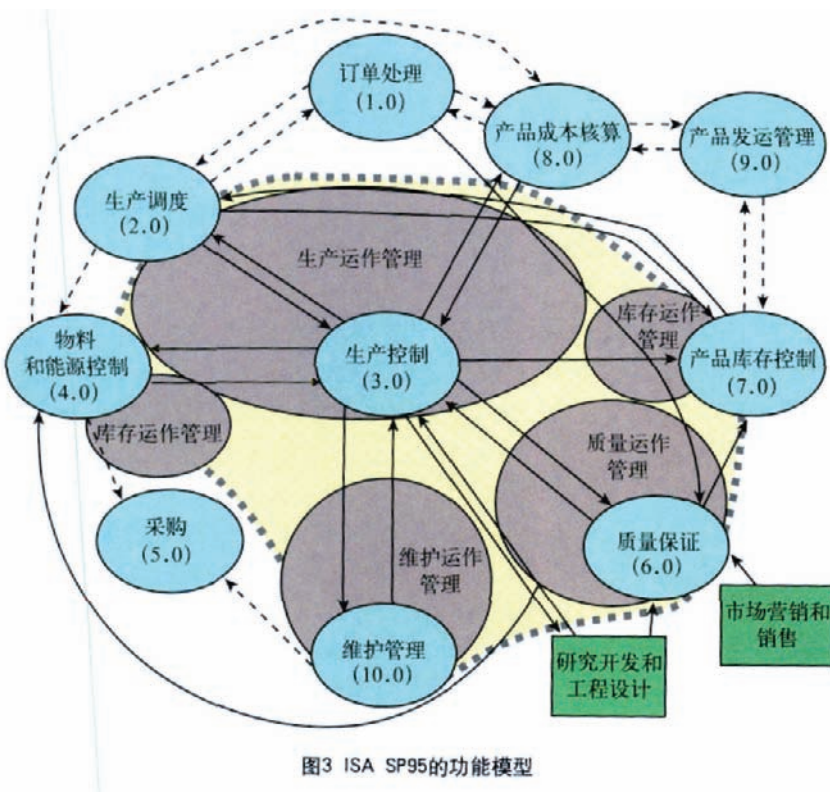 订单处理
(1.0)
产品成本核算
(8.0)
产品发运管理
(9.0)
生产调度
(2.0)
生产运作管理
物料
和能源控制
(4.0)
生产控制
(3.0)
库存运作
管理
产品库存控制
(7.0)
库存运作管理
质量运作
管理
采购
(5.0)
质量保证
(6.0)
维护运作
管理
市场营销和
销售
维护管理
(10.0)
研究开发和
工程设计
图3 ISA SP95的功能模型